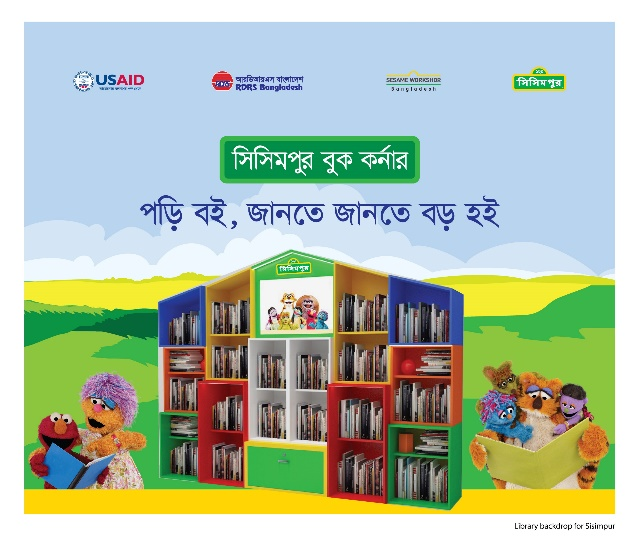 USAID
আরডিআরএস বাংলাদেশ
RDRS Bangladesh
SESAME WORKSHOP
Bangladesh
সিসিমপুর
সিসিমপুর বুক কর্নার
পড়ি বই, জানতে জানতে বড় হই
সিসিমপুর
Library backdrop for Sisimpur